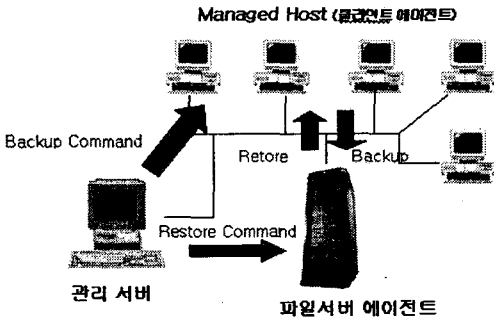 Managed Host (클라이언트 에이전트)
Backup Command
Retore
Backup
Restore Command
관리 서버
파일서버 에이전트